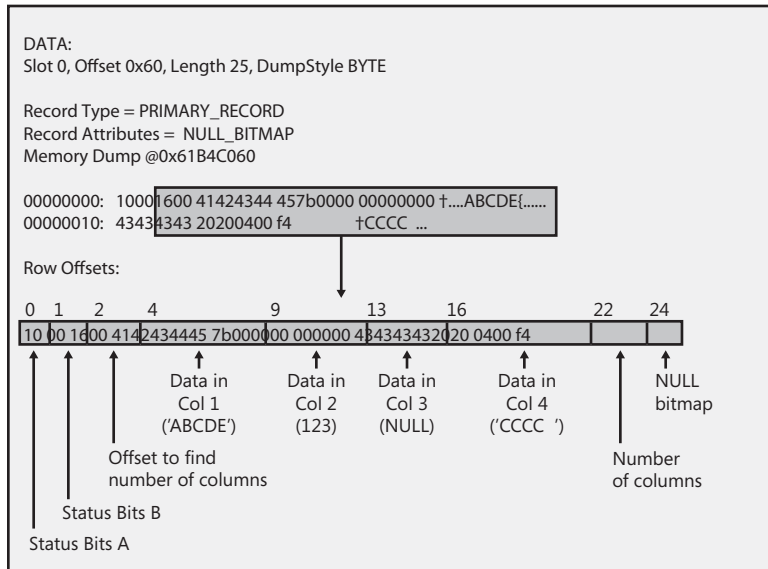 DATA:
Slot 0, Offset 0x60, Length 25, DumpStyle BYTE
Record Type = PRIMARY_RECORD
Record Attributes = NULL_BITMAP
Memory Dump @0x61B4C060
00000000: 10001600 41424344 457b0000 00000000 †....ABCDE{......
00000010: 43434343 20200400 f4 †CCCC ...
Row Offsets:
0 1 2 4 9 13 16 22 24
10 00 1600 4142434445 7b000000 000000 434343432020 0400 f4
Data in Col 1 ('ABCDE')
Data in Col 2 (123)
Data in Col 3 (NULL)
Data in Col 4 ('CCCC ')
NULL bitmap
Offset to find number of columns
Number of columns
Status Bits B
Status Bits A